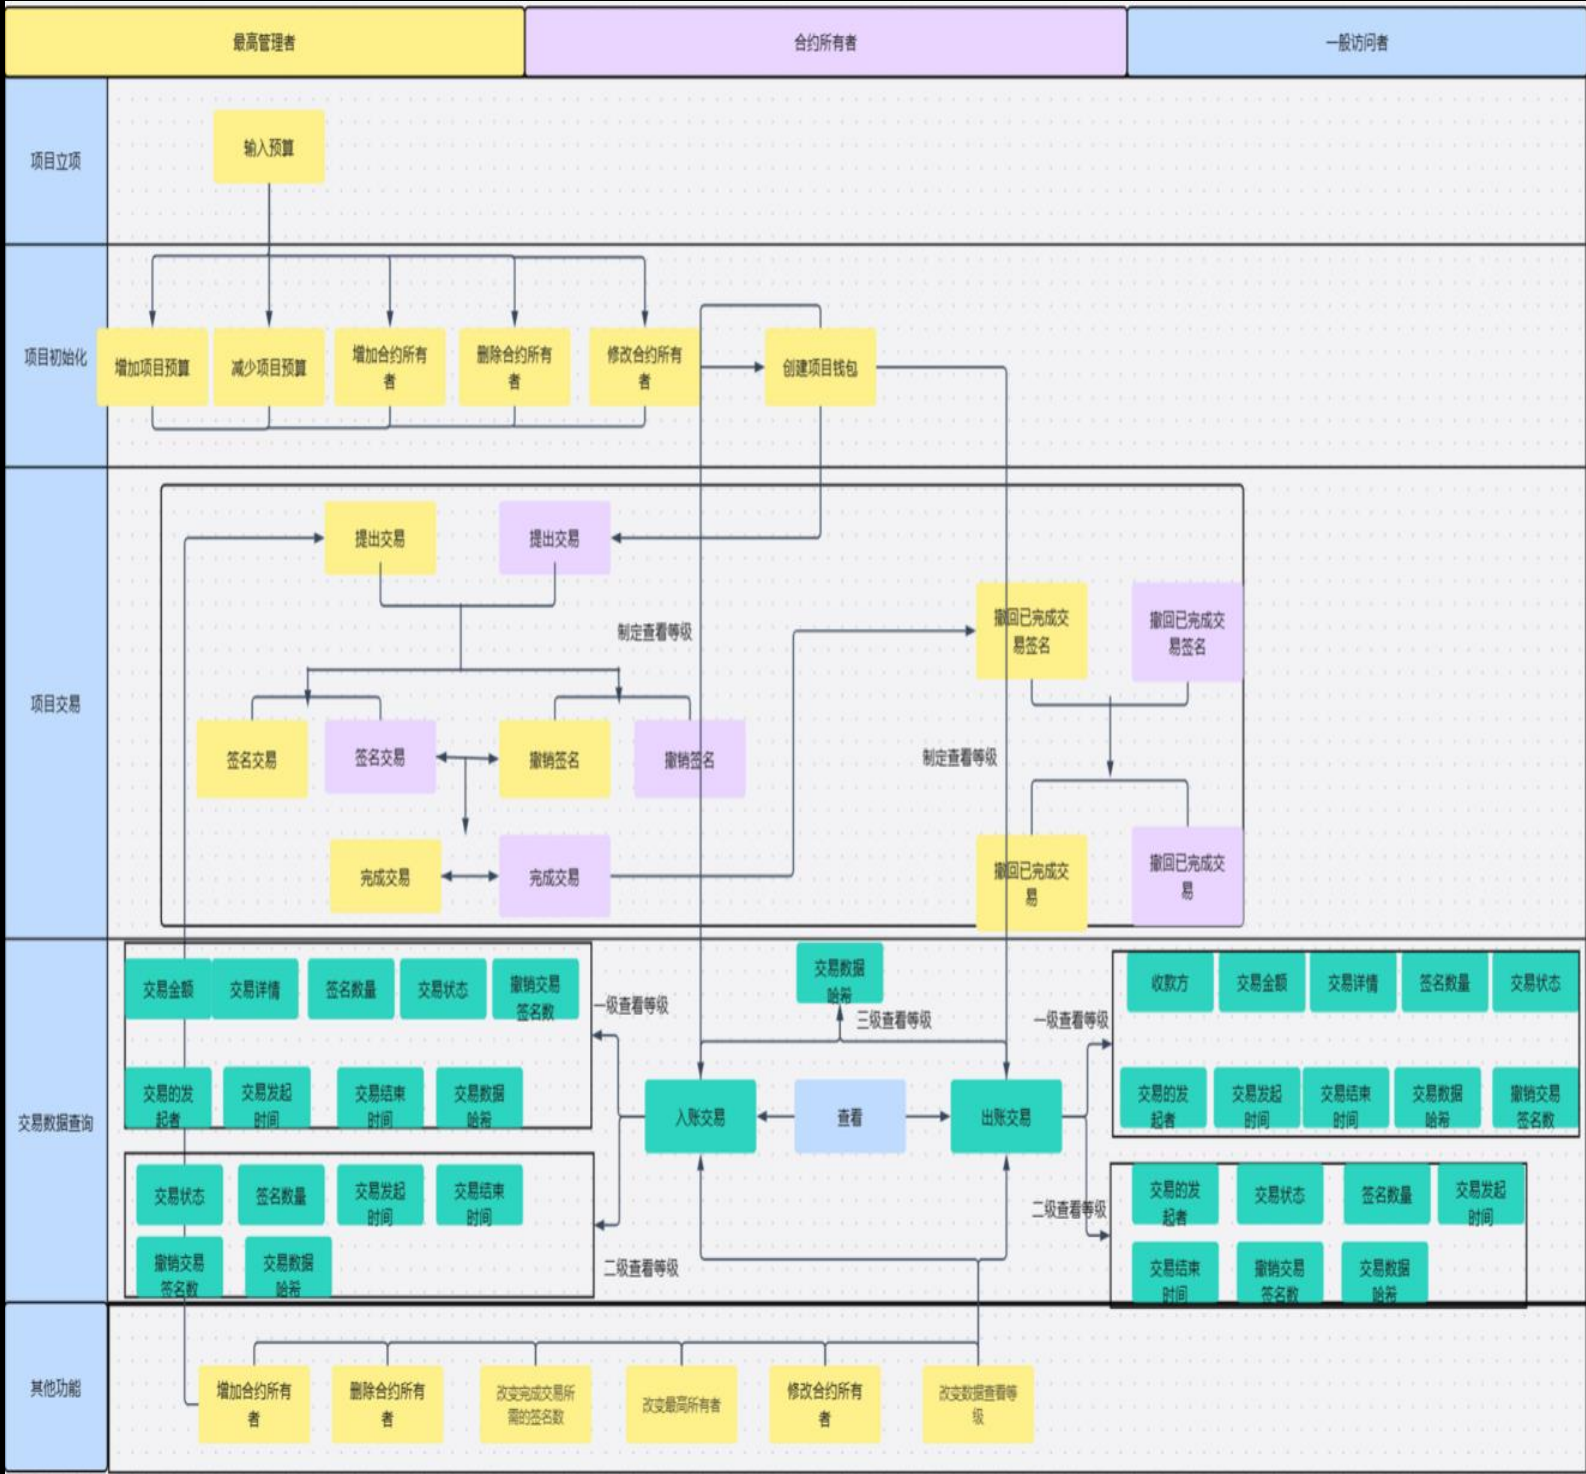 最高管理者
合约所有者
一般访问者
项目立项
输入预算
项目初始化
增加项目预算
减少项目预算
增加合约所有
者
删除合约所有
者
修改合约所有
者
创建项目钱包
项目交易
提出交易
提出交易
制定查看等级
撤回已完成交
易签名
撤回已完成交
易签名
签名交易
签名交易
撤销签名
撤销签名
制定查看等级
完成交易
完成交易
撤回已完成交
易
撤回已完成交
易
交易数据查询
交易金额
交易详情
签名数量
交易状态
撤销交易
签名数
交易的发
起者
交易发起
时间
交易结束
时间
交易数据
哈希
一级查看等级
交易状态
签名数量
交易发起
时间
交易结束
时间
撤销交易
签名数
交易数据
哈希
二级查看等级
交易数据
哈希
三级查看等级
入账交易
查看
出账交易
一级查看等级
收款方
交易金额
交易详情
签名数量
交易状态
交易的发
起者
交易发起
时间
交易结束
时间
交易数据
哈希
撤销交易
签名数
二级查看等级
交易的发
起者
交易状态
签名数量
交易发起
时间
交易结束
时间
撤销交易
签名数
交易数据
哈希
其他功能
增加合约所有
者
删除合约所有
者
改变完成交易所
需的签名数
改变最高所有者
修改合约所有
者
改变数据查看等
级